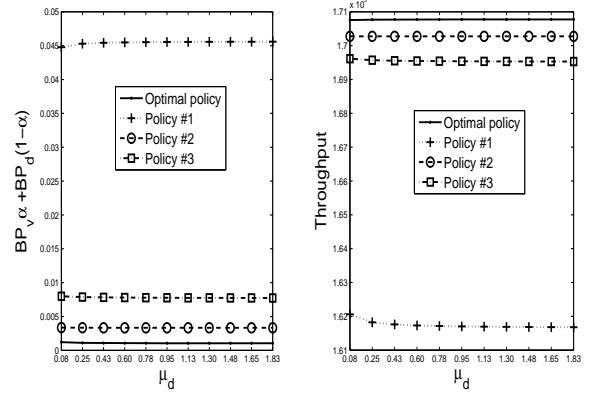 0.05
0.045
0.04
0.035
0.03
0.025
0.02
0.015
0.01
0.005
0
BP_v α +BP_d(1−α)
Optimal policy
Policy #1
Policy #2
Policy #3
0.08 0.25 0.43 0.60 0.78 0.95 1.13 1.30 1.48 1.65 1.83
μ_d
1.71
1.7
1.69
1.68
1.67
1.66
1.65
1.64
1.63
1.62
1.61
Throughput
Optimal policy
Policy #1
Policy #2
Policy #3
0.08 0.25 0.43 0.60 0.78 0.95 1.13 1.30 1.48 1.65 1.83
μ_d